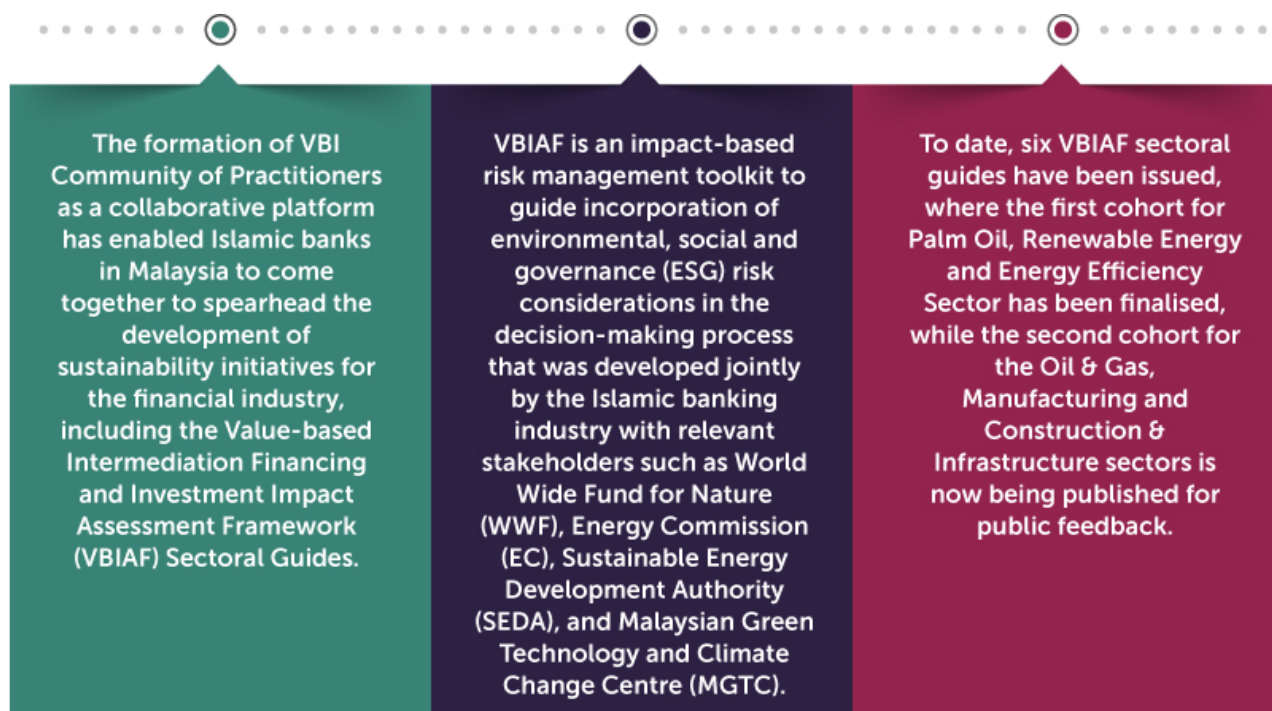 The formation of VBI
Community of Practitioners
as a collaborative platform
has enabled Islamic banks
in Malaysia to come
together to spearhead the
development of
sustainability initiatives for
the financial industry,
including the Value-based
Intermediation Financing
and Investment Impact
Assessment Framework
(VBIAF) Sectoral Guides.
VBIAF is an impact-based
risk management toolkit to
guide incorporation of
environmental, social and
governance (ESG) risk
considerations in the
decision-making process
that was developed jointly
by the Islamic banking
industry with relevant
stakeholders such as World
Wide Fund for Nature
(WWF), Energy Commission
(EC), Sustainable Energy
Development Authority
(SEDA), and Malaysian Green
Technology and Climate
Change Centre (MGTC).
To date, six VBIAF sectoral
guides have been issued,
where the first cohort for
Palm Oil, Renewable Energy
and Energy Efficiency
Sector has been finalised,
while the second cohort for
the Oil & Gas,
Manufacturing and
Construction &
Infrastructure sectors is
now being published for
public feedback.